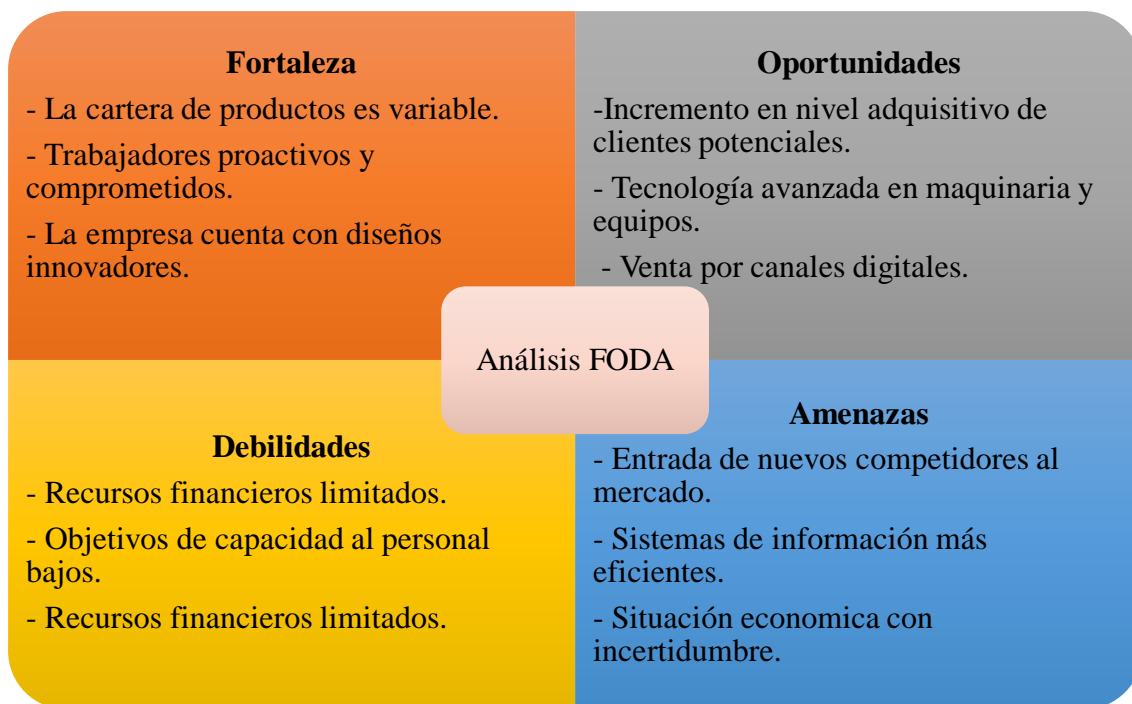 Fortaleza
- La cartera de productos es variable.
- Trabajadores proactivos y
comprometidos.
- La empresa cuenta con diseños
innovadores.
Oportunidades
-Incremento en nivel adquisitivo de
clientes potenciales.
- Tecnología avanzada en maquinaria y
equipos.
- Venta por canales digitales.
Análisis FODA
Debilidades
- Recursos financieros limitados.
- Objetivos de capacidad al personal
bajos.
- Recursos financieros limitados.
Amenazas
- Entrada de nuevos competidores al
mercado.
- Sistemas de información más
eficientes.
- Situación economica con
incertidumbre.